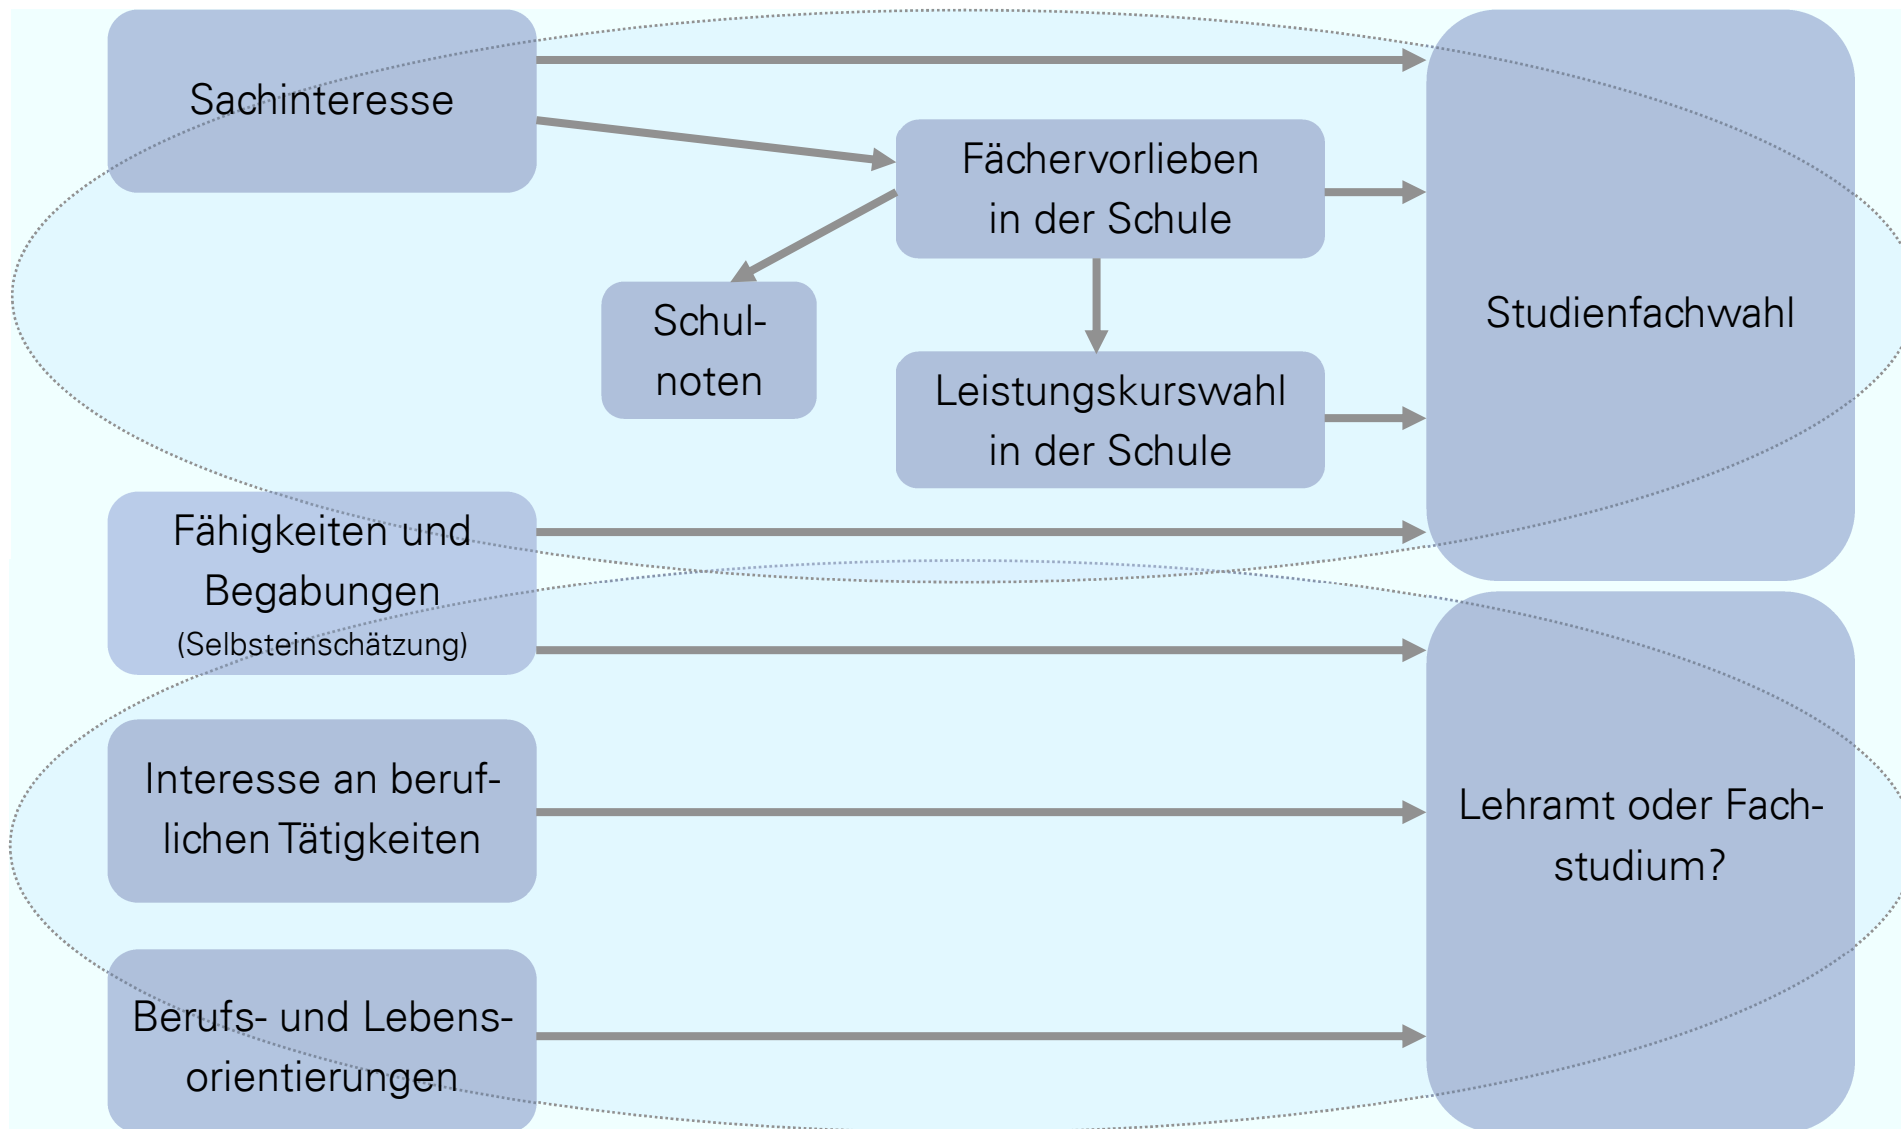 Sachinteresse
Fächervorlieben
in der Schule
Schul-
noten
Leistungskurswahl
in der Schule
Studienfachwahl
Fähigkeiten und
Begabungen
(Selbsteinschätzung)
Interesse an beruf-
lichen Tätigkeiten
Lehramt oder Fach-
studium?
Berufs- und Lebens-
orientierungen